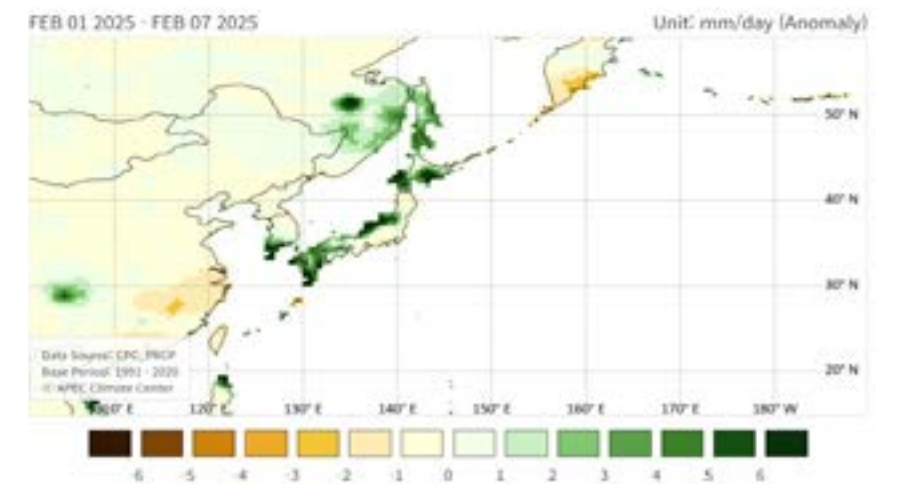 FEB 01 2025 - FEB 07 2025
Unit: mm/day (Anomaly)
50° N
40° N
30° N
20° N
Data Source: CPC_PRCP
Base Period: 1991 - 2020
© APEC Climate Center
110° E 120° E 130° E 140° E 150° E 160° E 170° E 180° W
-6 -5 -4 -3 -2 -1 0 1 2 3 4 5 6